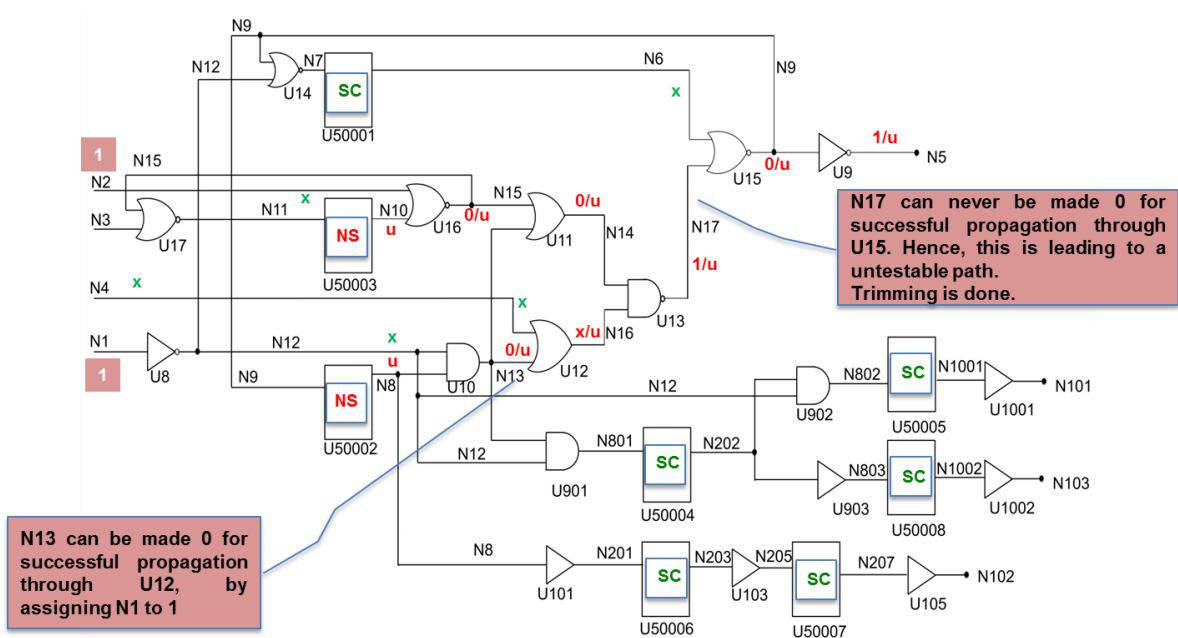 N9
N12
N7
SC
U14
U50001
N6
x
N9
1/u
N5
U9
U15
0/u
1
N15
N2
x
N3
N11
U17
NS
N10
u
U50003
U16
0/u
N15
0/u
U11
N14
N17
1/u
N17 can never be made 0 for
successful propagation through
U15. Hence, this is leading to a
untestable path.
Trimming is done.
N4
x
x
x/u
N16
U13
N1
1
U8
N12
x
u
N8
U10
0/u
N13
U12
N9
NS
U50002
N12
N12
U901
N801
SC
U50004
N202
U902
N802
SC
U50005
N1001
U1001
N101
U903
N803
SC
U50008
N1002
U1002
N103
N13 can be made 0 for
successful propagation
through U12, by
assigning N1 to 1
N8
U101
N201
SC
U50006
N203
U103
N205
SC
U50007
N207
U105
N102